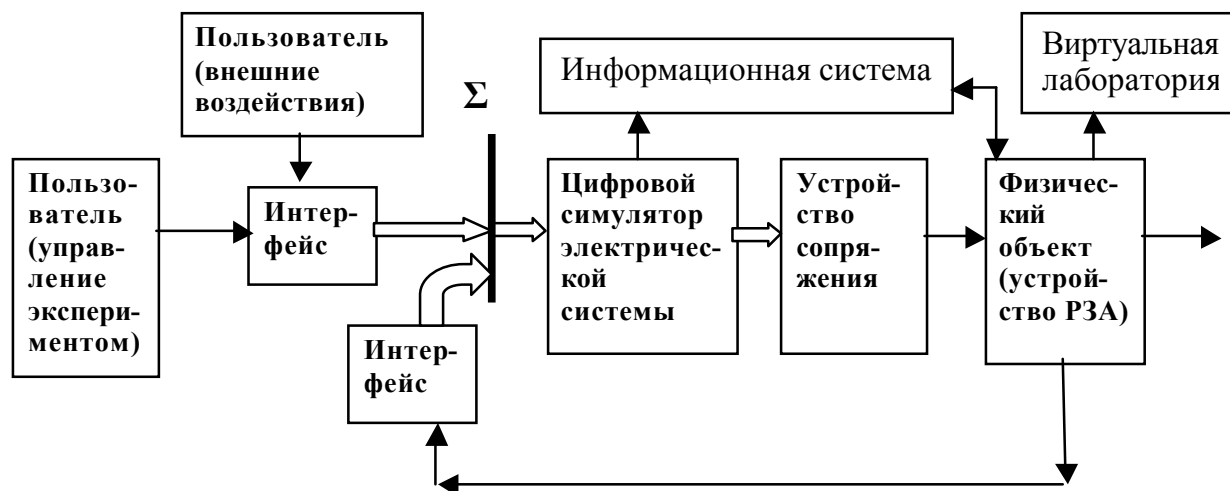 Пользователь
(внешние
воздействия)
Σ
Информационная система
Виртуальная
лаборатория
Пользо-
ватель
(управ-
ление
экспери-
ментом)
Интер-
фейс
Цифровой
симулятор
электричес-
кой
системы
Устрой-
ство
сопря-
жения
Физичес-
кий
объект
(устрой-
ство РЗА)
Интер-
фейс